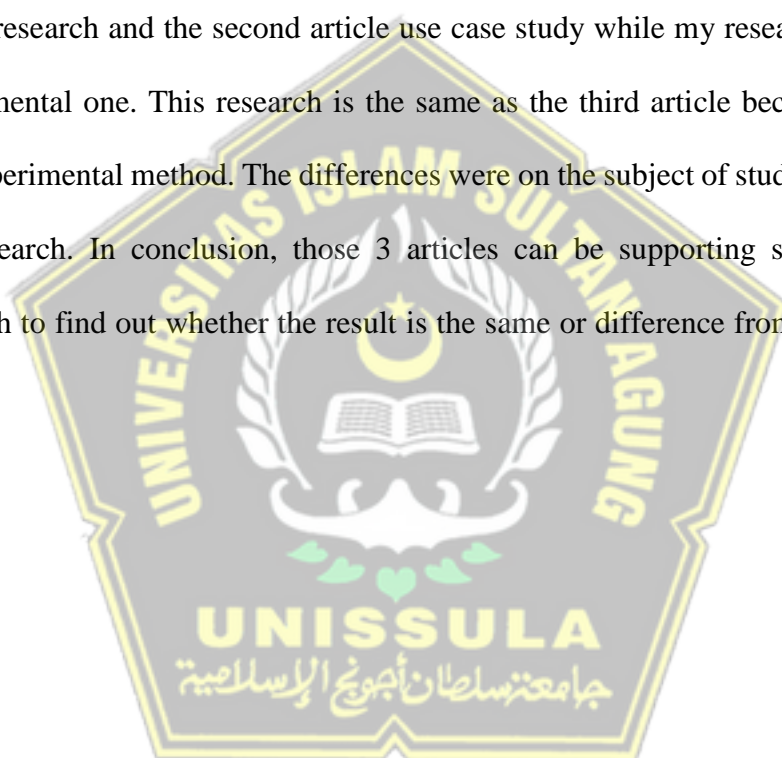 research and the second article use case study while my resea
mental one. This research is the same as the third article bec
perimental method. The differences were on the subject of stud
earch. In conclusion, those 3 articles can be supporting s
h to find out whether the result is the same or difference fron
UNIVERSITAS ISLAM SULTAN AGUNG
UNISSULA
جامعة سلطان أجونج الإسلامية